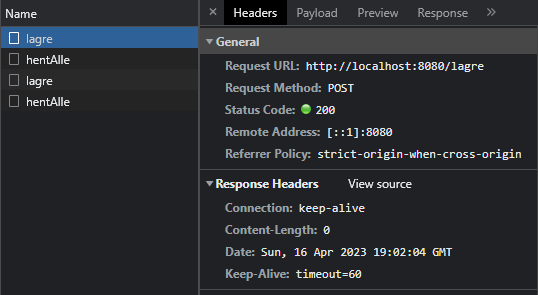 Name
× Headers Payload Preview Response »
lagre
hentAlle
lagre
hentAlle
▼ General
Request URL: http://localhost:8080/lagre
Request Method: POST
Status Code: 200
Remote Address: [::1]:8080
Referrer Policy: strict-origin-when-cross-origin
▼ Response Headers View source
Connection: keep-alive
Content-Length: 0
Date: Sun, 16 Apr 2023 19:02:04 GMT
Keep-Alive: timeout=60